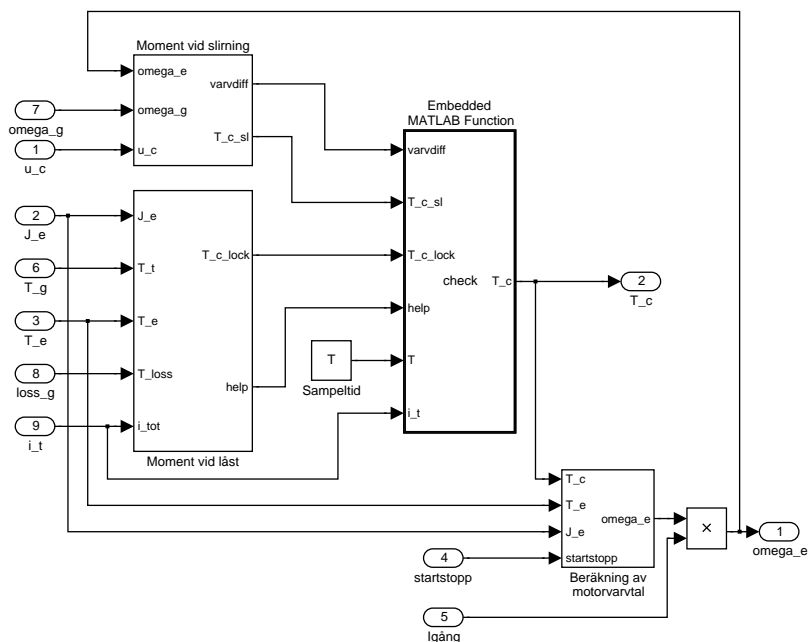 Moment vid slirning
omega_e
omega_g
u_c
varvdiff
T_c_sl
7
omega_g
1
u_c
Embedded
MATLAB Function
varvdiff
T_c_sl
T_c_lock
help
T
i_t
check
T_c
2
T_c
2
J_e
6
T_g
3
T_e
8
loss_g
9
i_t
J_e
T_t
T_e
T_loss
i_tot
T_c_lock
help
Moment vid låst
T
Sampeltid
T_c
T_e
J_e
startstopp
omega_e
Beräkning av
motorvarvtal
×
1
omega_e
4
startstopp
5
Igång